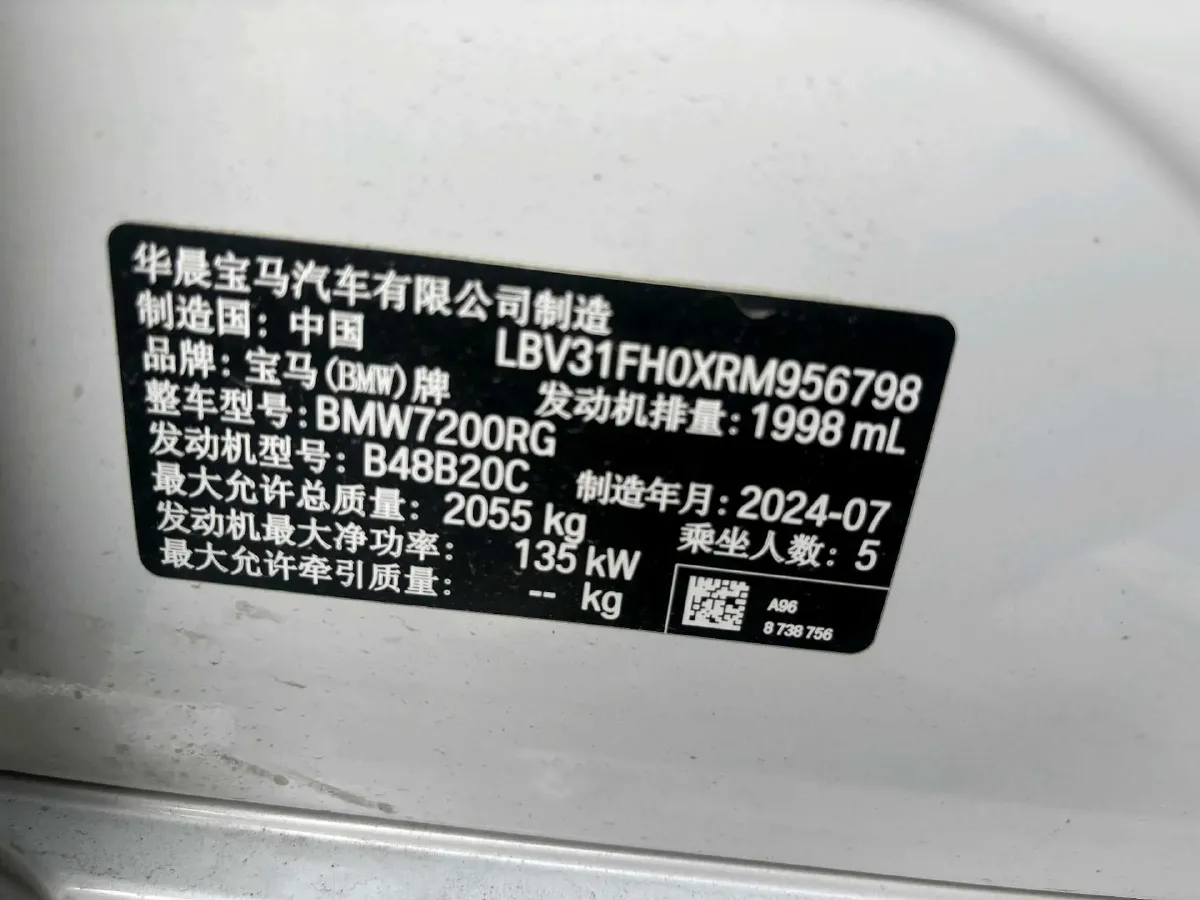 华晨宝马汽车有限公司制造
制造国：中国
LBV31FH0XRM956798
品牌：宝马(BMW)牌
发动机排量：1998 mL
整车型号：BMW7200RG
发动机型号：B48B20C
制造年月：2024-07
最大允许总质量：2055 kg
乘坐人数：5
发动机最大净功率：135 kW
最大允许牵引质量：-- kg
A96
8 738 756